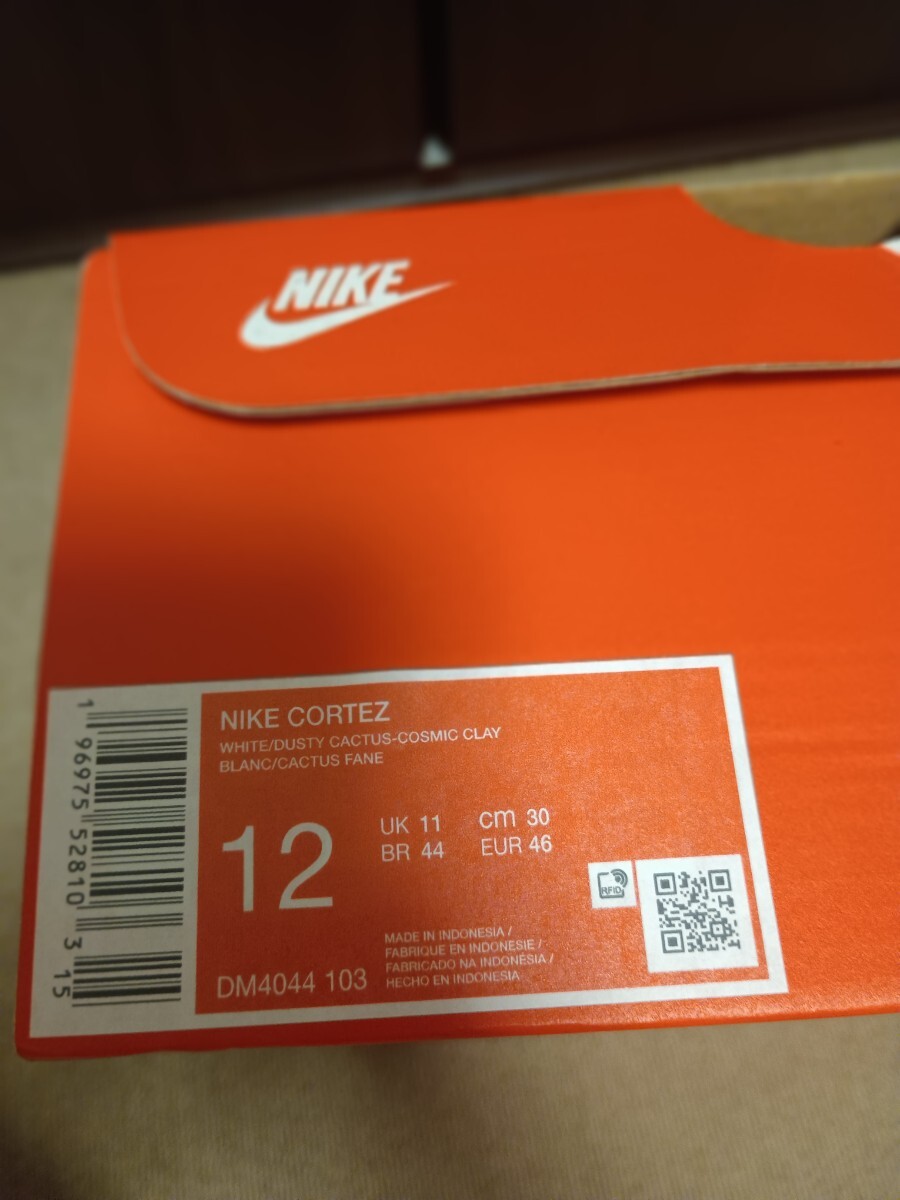 NIKE
NIKE CORTEZ
WHITE/DUSTY CACTUS-COSMIC CLAY
BLANC/CACTUS FANE
12
UK 11 cm 30
BR 44 EUR 46
RFID
MADE IN INDONESIA /
FABRIQUE EN INDONESIE /
FABRICADO NA INDONÉSIA /
HECHO EN INDONESIA
DM4044 103
1 96975 52810 3 15